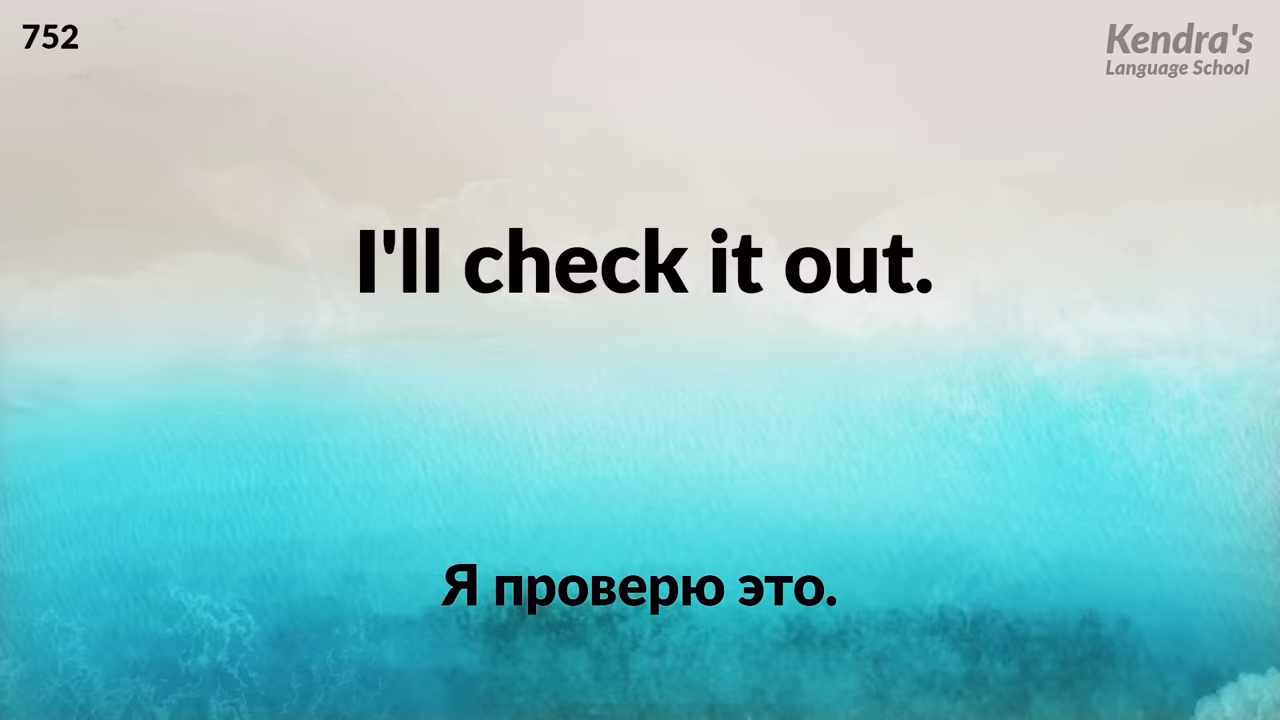 752
Kendra's
Language School
I'll check it out.
Я проверю это.